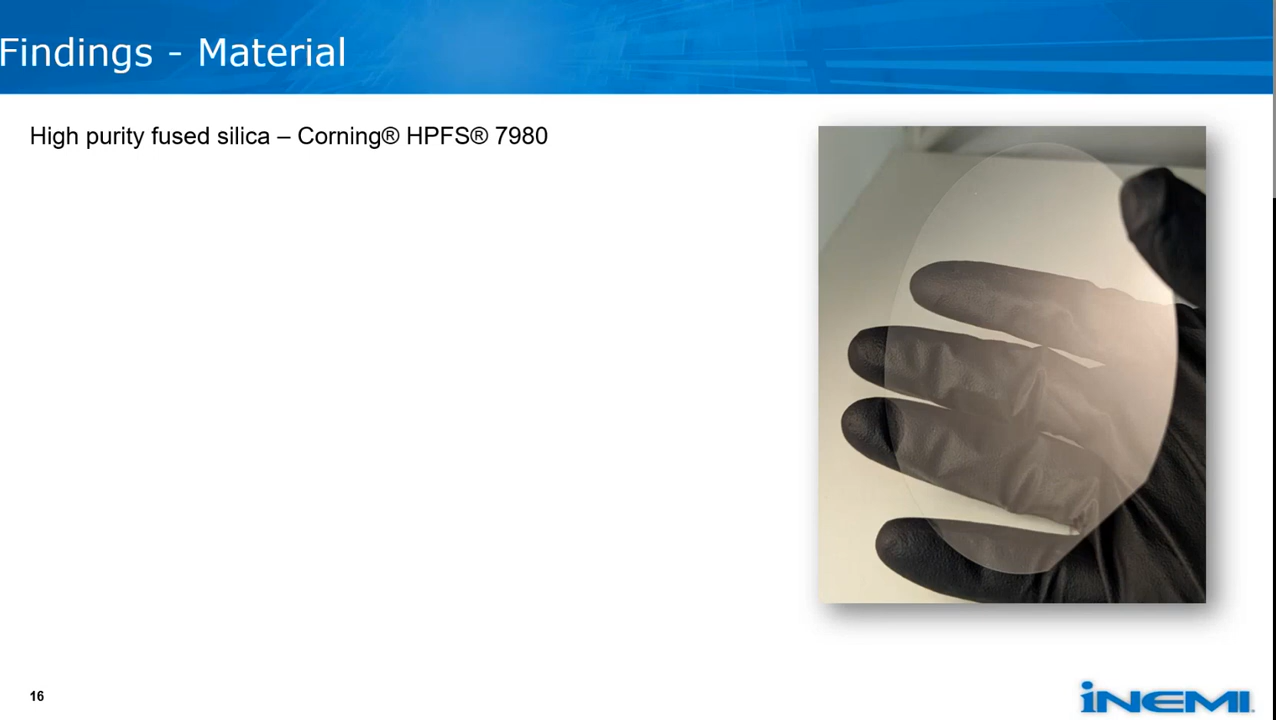 Findings - Material
High purity fused silica – Corning® HPFS® 7980
16
iNEMI